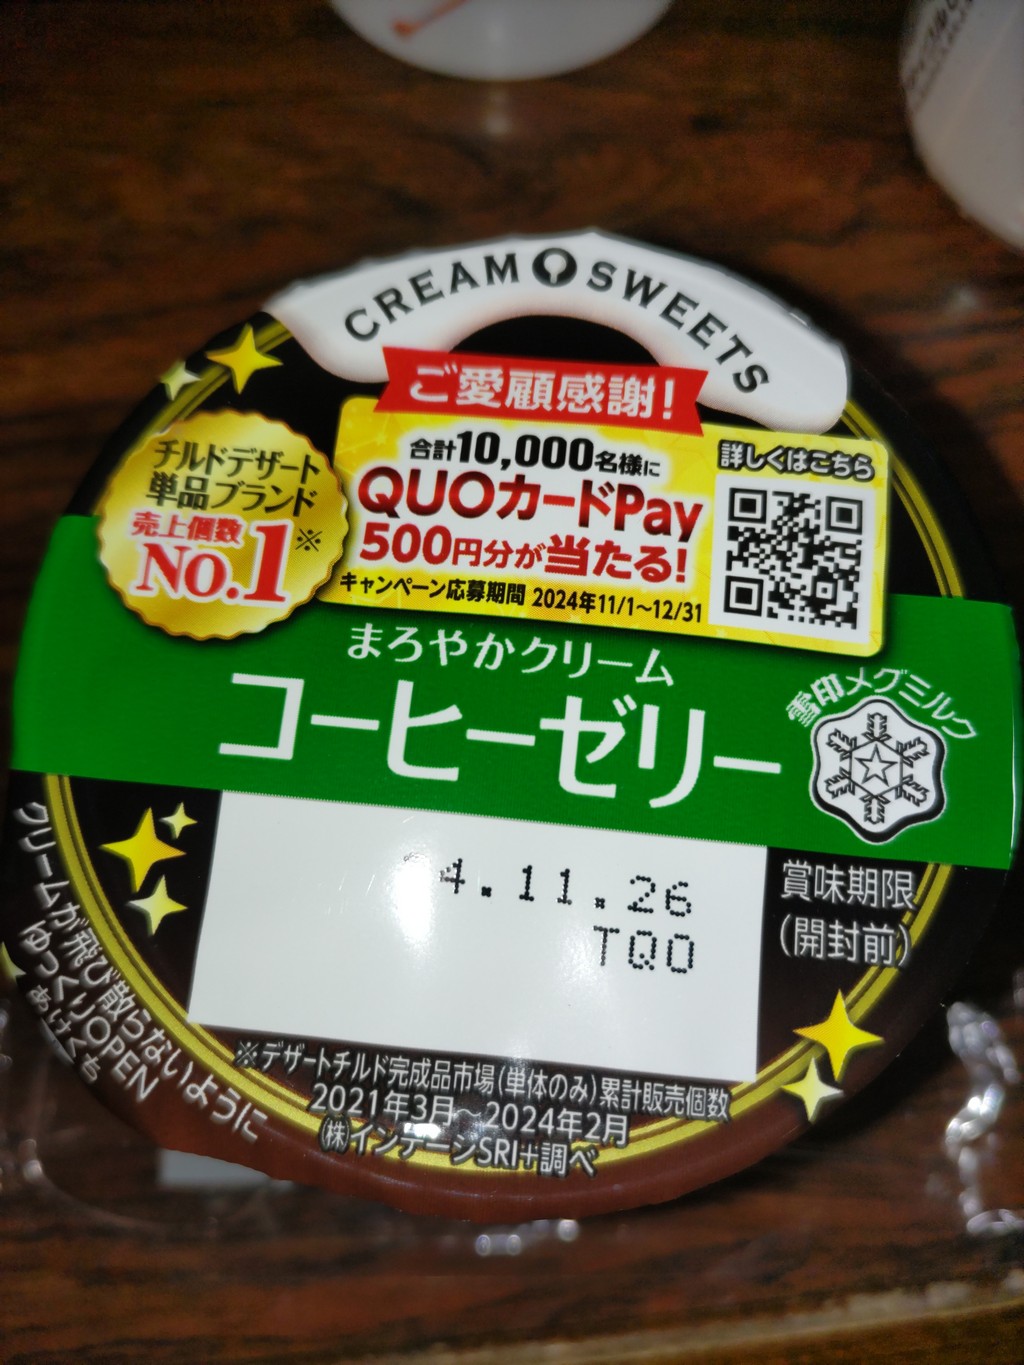 CREAM SWEETS
ご愛顧感謝!
合計10,000名様に
QUOカードPay
500円分が当たる!
キャンペーン応募期間 2024年11/1~12/31
詳しくはこちら
チルドデザート
単品ブランド
売上個数※
No.1
まろやかクリーム
コーヒーゼリー
雪印メグミルク
4.11.26
TQO
賞味期限
(開封前)
クリームが飛び散らないように
ゆっくりOPEN
あけくち
※デザートチルド完成品市場(単体のみ)累計販売個数
2021年3月~2024年2月
(株)インテージSRI+調べ